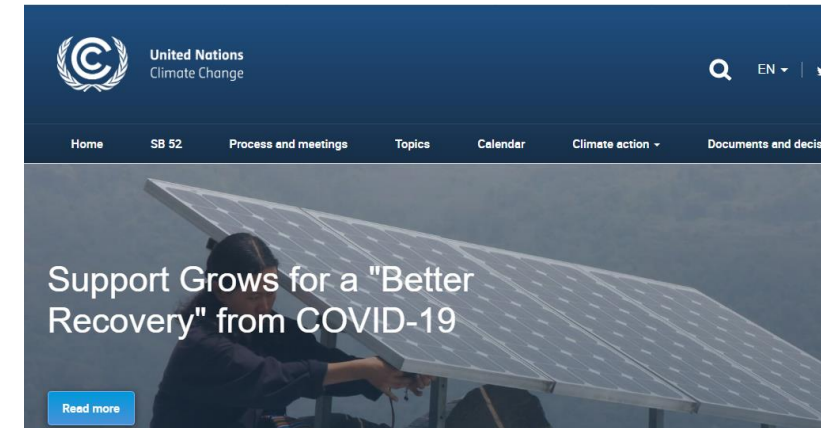 United Nations
Climate Change
EN
Home SB 52 Process and meetings Topics Calendar Climate action Documents and decis
Support Grows for a "Better
Recovery" from COVID-19
Read more